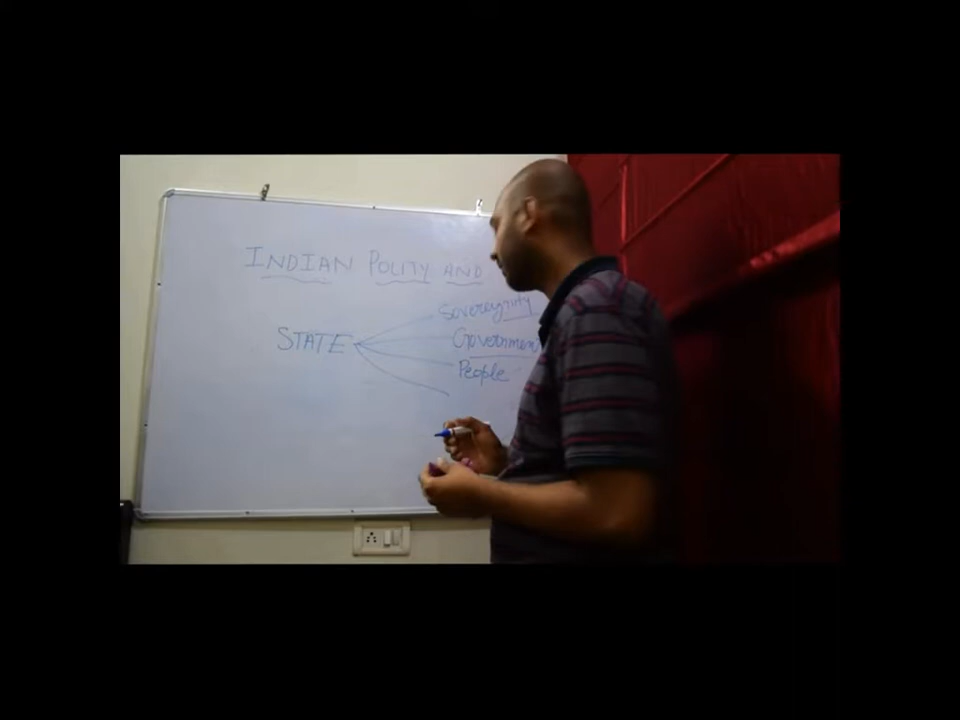 INDIAN POLITY AND
Sovereignty
STATE
Government
People